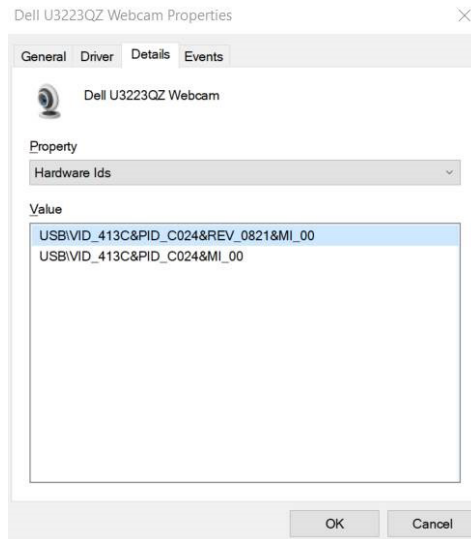 Dell U3223QZ Webcam Properties
General Driver Details Events
Dell U3223QZ Webcam
Property
Hardware Ids
Value
USB\VID_413C&PID_C024&REV_0821&MI_00
USB\VID_413C&PID_C024&MI_00
OK Cancel